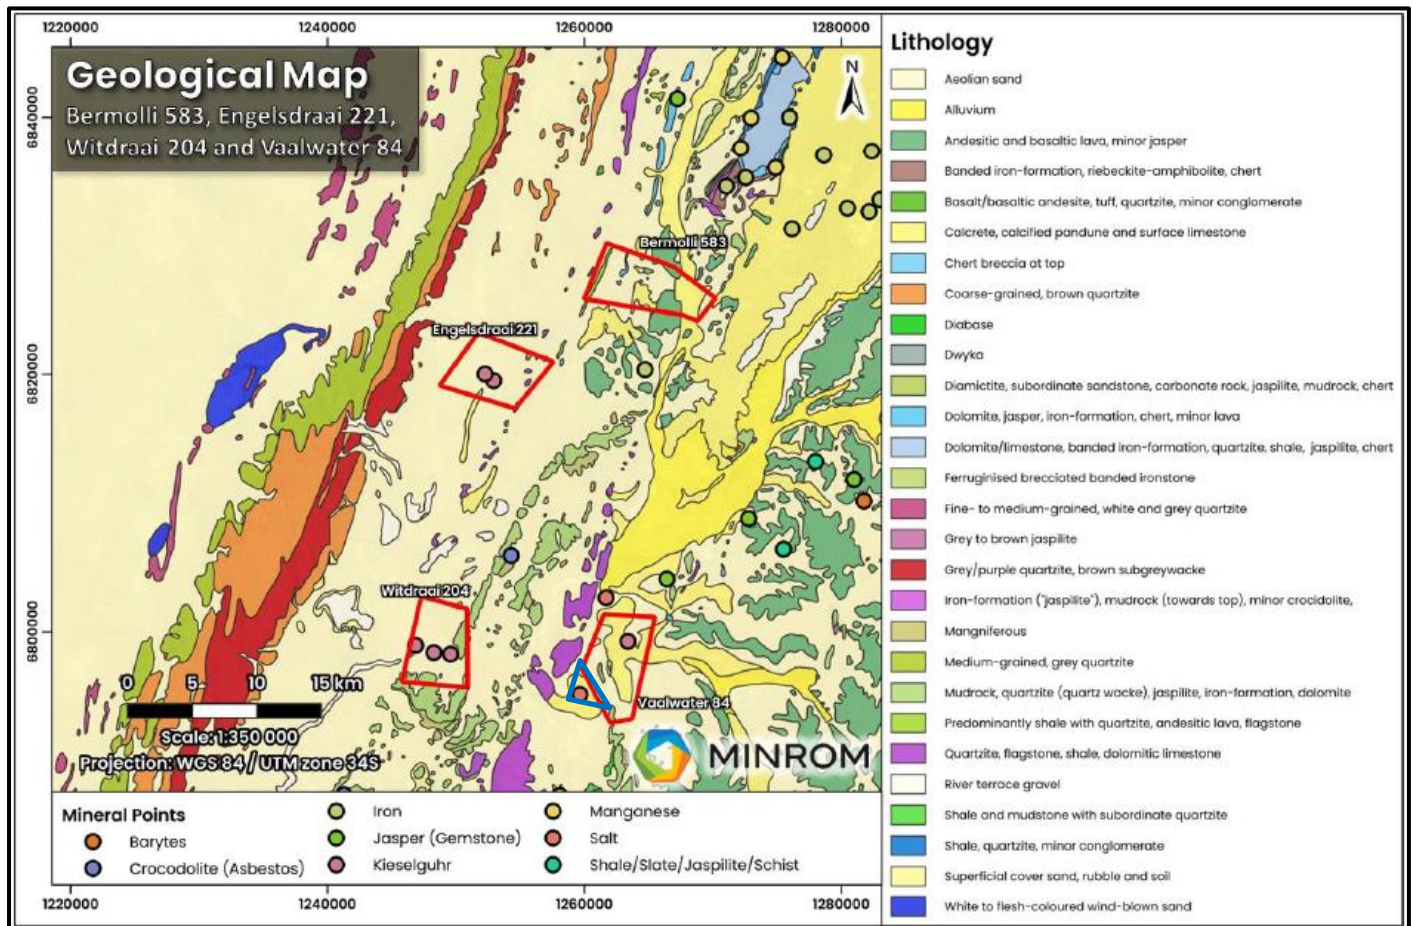 1220000 1240000 1260000 1280000
Geological Map
Bermolli 583, Engelsdraai 221,
Witdraai 204 and Vaalwater 84
N
6840000
6820000
6800000
Bermolli 583
Engelsdraai 221
Witdraai 204
Vaalwater 84
0 5 10 15 km
Scale: 1:350 000
Projection: WGS 84 / UTM zone 34S
MINROM
Mineral Points
Barytes
Crocodolite (Asbestos)
Iron
Jasper (Gemstone)
Kieselguhr
Manganese
Salt
Shale/Slate/Jaspilite/Schist
1220000 1240000 1260000 1280000
Lithology
Aeolian sand
Alluvium
Andesitic and basaltic lava, minor jasper
Banded iron-formation, riebeckite-amphibolite, chert
Basalt/basaltic andesite, tuff, quartzite, minor conglomerate
Calcrete, calcified pandune and surface limestone
Chert breccia at top
Coarse-grained, brown quartzite
Diabase
Dwyka
Diamictite, subordinate sandstone, carbonate rock, jaspilite, mudrock, chert
Dolomite, jasper, iron-formation, chert, minor lava
Dolomite/limestone, banded iron-formation, quartzite, shale, jaspilite, chert
Ferruginised brecciated banded ironstone
Fine- to medium-grained, white and grey quartzite
Grey to brown jaspilite
Grey/purple quartzite, brown subgreywacke
Iron-formation ("jaspilite"), mudrock (towards top), minor crocidolite,
Mangniferous
Medium-grained, grey quartzite
Mudrock, quartzite (quartz wacke), jaspilite, iron-formation, dolomite
Predominantly shale with quartzite, andesitic lava, flagstone
Quartzite, flagstone, shale, dolomitic limestone
River terrace gravel
Shale and mudstone with subordinate quartzite
Shale, quartzite, minor conglomerate
Superficial cover sand, rubble and soil
White to flesh-coloured wind-blown sand